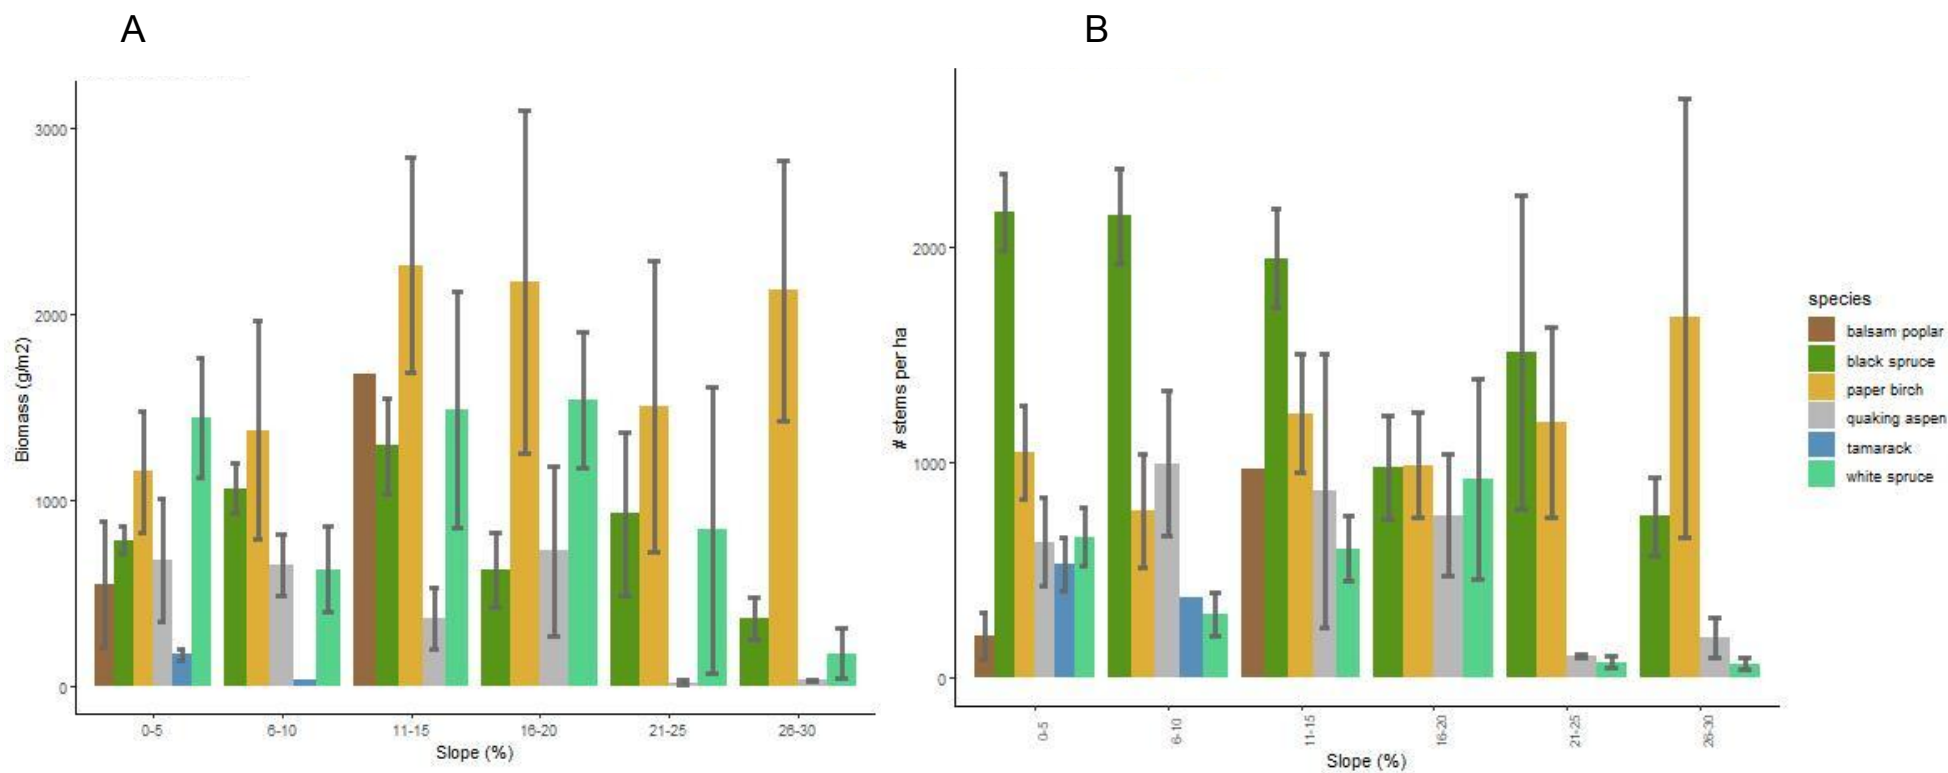 A
B
Biomass (g/m2)
3000
2000
1000
0
0-5
6-10
11-15
16-20
21-25
26-30
Slope (%)
# stems per ha
2000
1000
0
0-5
6-10
11-15
16-20
21-25
26-30
Slope (%)
species
balsam poplar
black spruce
paper birch
quaking aspen
tamarack
white spruce